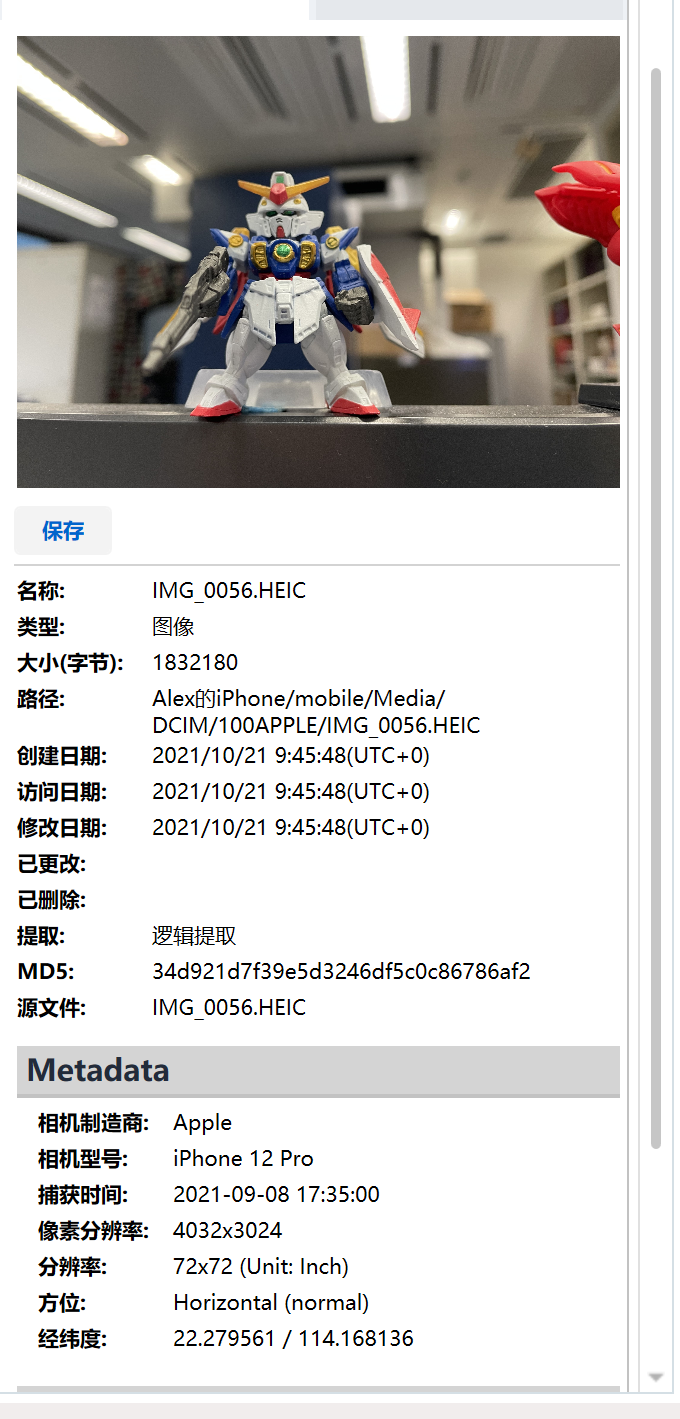 保存
名称: IMG_0056.HEIC
类型: 图像
大小(字节): 1832180
路径: Alex的iPhone/mobile/Media/
DCIM/100APPLE/IMG_0056.HEIC
创建日期: 2021/10/21 9:45:48(UTC+0)
访问日期: 2021/10/21 9:45:48(UTC+0)
修改日期: 2021/10/21 9:45:48(UTC+0)
已更改:
已删除:
提取: 逻辑提取
MD5: 34d921d7f39e5d3246df5c0c86786af2
源文件: IMG_0056.HEIC
Metadata
相机制造商: Apple
相机型号: iPhone 12 Pro
捕获时间: 2021-09-08 17:35:00
像素分辨率: 4032x3024
分辨率: 72x72 (Unit: Inch)
方位: Horizontal (normal)
经纬度: 22.279561 / 114.168136